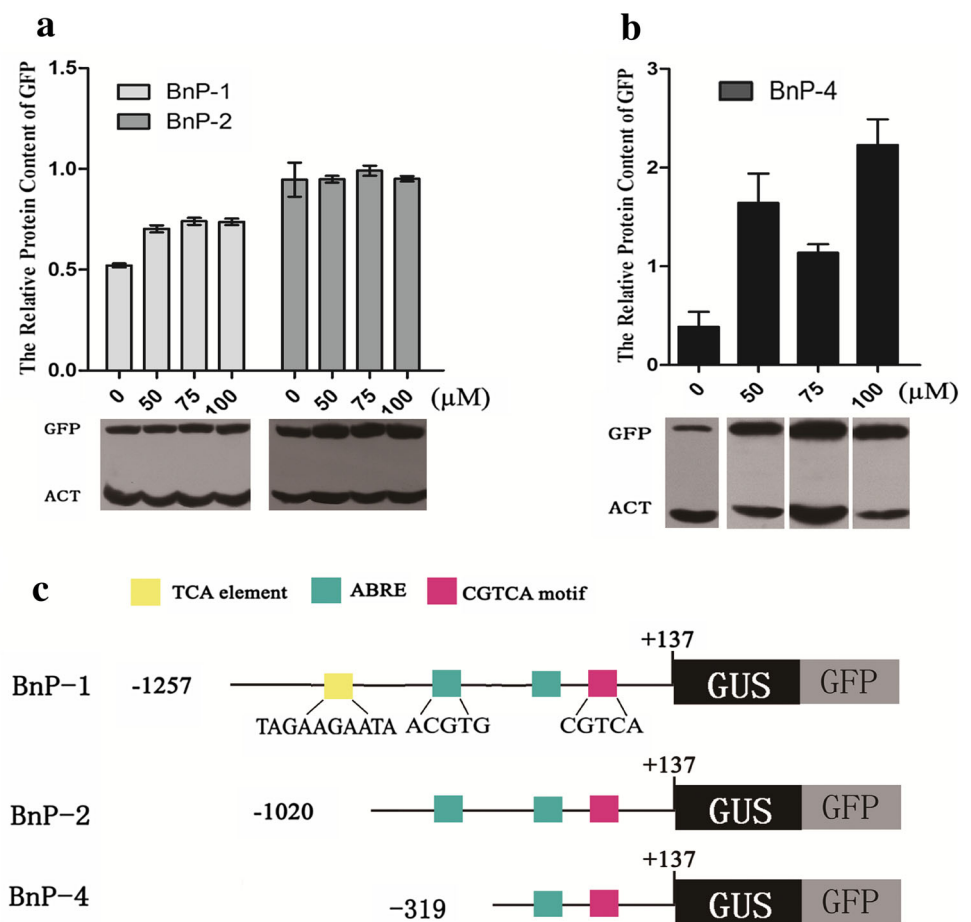 a
The Relative Protein Content of GFP
1.5
1.0
0.5
0.0
BnP-1
BnP-2
0 50 75 100 0 50 75 100 (μM)
GFP
ACT
b
The Relative Protein Content of GFP
3
2
1
0
BnP-4
0 50 75 100 (μM)
GFP
ACT
c
TCA element ABRE CGTCA motif
BnP-1 -1257 +137 GUS GFP
TAGAAGAATA ACGTG CGTCA
BnP-2 -1020 +137 GUS GFP
BnP-4 -319 +137 GUS GFP